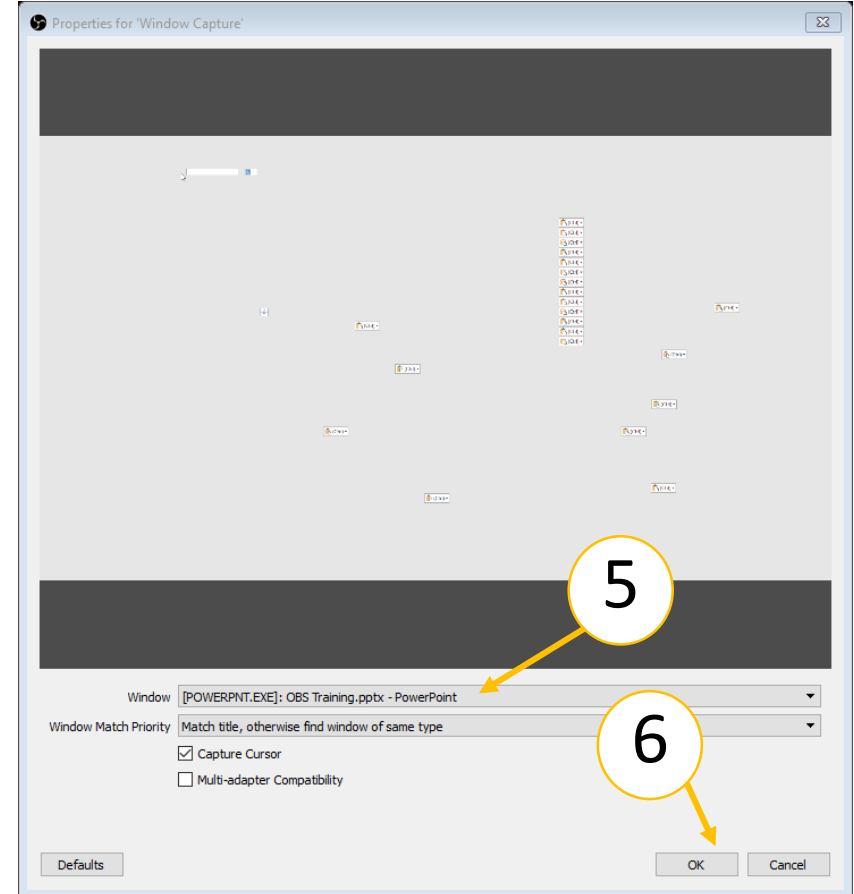 Properties for 'Window Capture'
5
Window [POWERPNT.EXE]: OBS Training.pptx - PowerPoint
Window Match Priority Match title, otherwise find window of same type
6
Capture Cursor
Multi-adapter Compatibility
Defaults OK Cancel